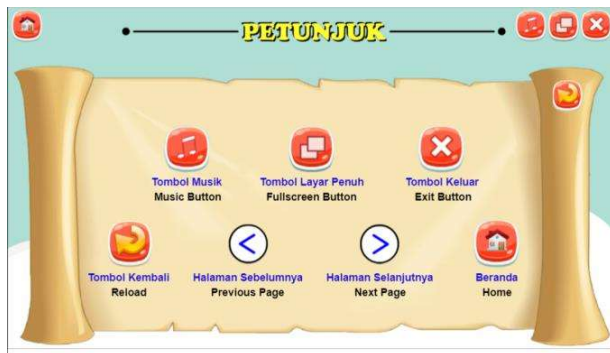 PETUNJUK
Tombol Musik
Music Button
Tombol Layar Penuh
Fullscreen Button
Tombol Keluar
Exit Button
Tombol Kembali
Reload
Halaman Sebelumnya
Previous Page
Halaman Selanjutnya
Next Page
Beranda
Home